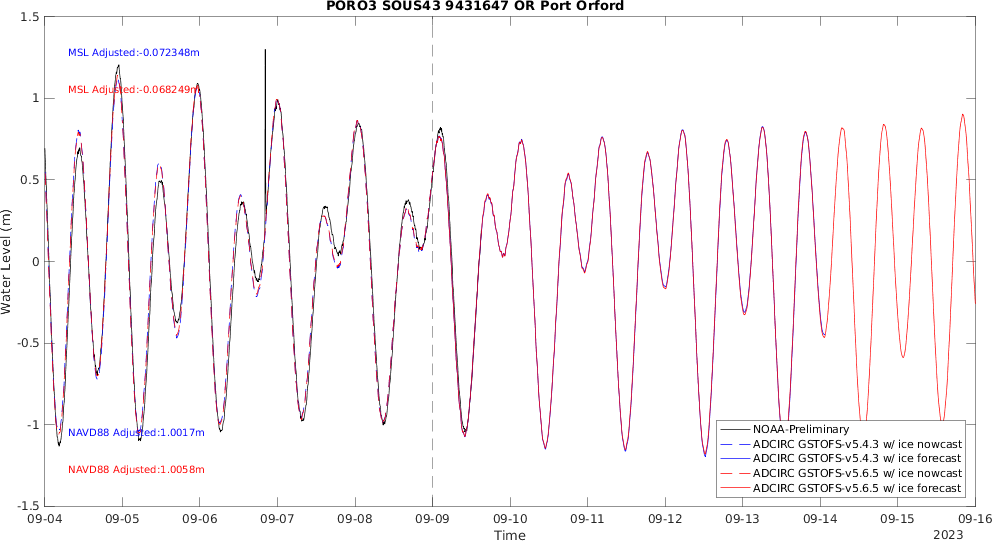 PORO3 SOUS43 9431647 OR Port Orford
1.5
1
0.5
0
-0.5
-1
-1.5
Water Level (m)
MSL Adjusted:-0.072348m
MSL Adjusted:-0.068249m
NAVD88 Adjusted:1.0017m
NAVD88 Adjusted:1.0058m
NOAA-Preliminary
ADCIRC GSTOFS-v5.4.3 w/ ice nowcast
ADCIRC GSTOFS-v5.4.3 w/ ice forecast
ADCIRC GSTOFS-v5.6.5 w/ ice nowcast
ADCIRC GSTOFS-v5.6.5 w/ ice forecast
09-04 09-05 09-06 09-07 09-08 09-09 09-10 09-11 09-12 09-13 09-14 09-15 09-16
Time
2023